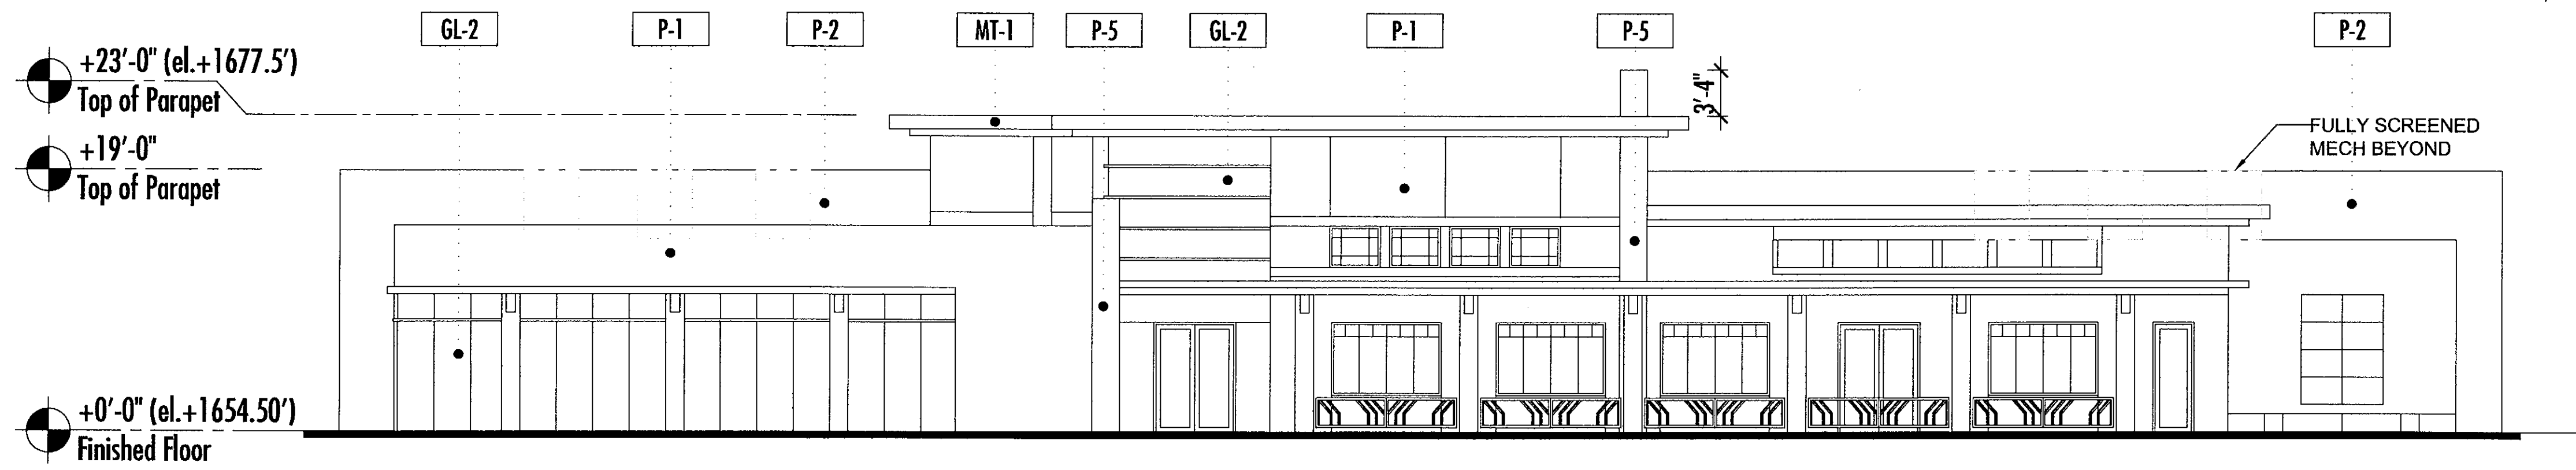 GL-2
P-1
P-2
MT-1
P-5
GL-2
P-1
P-5
P-2
+23'-0" (el.+1677.5')
Top of Parapet
3'-4"
+19'-0"
Top of Parapet
FULLY SCREENED
MECH BEYOND
+0'-0" (el.+1654.50')
Finished Floor